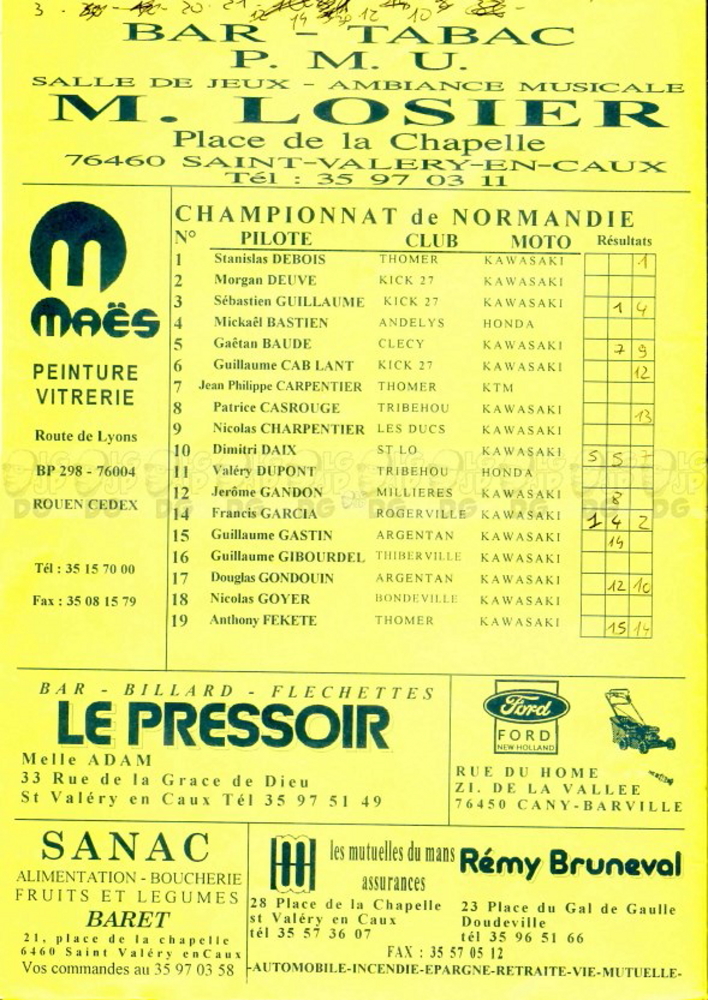 BAR - TABAC
P. M. U.
SALLE DE JEUX - AMBIANCE MUSICALE
M. LOSIER
Place de la Chapelle
76460 SAINT-VALERY-EN-CAUX
Tél : 35 97 03 11
maës
PEINTURE
VITRERIE
Route de Lyons
BP 298 - 76004
ROUEN CEDEX
Tél : 35 15 70 00
Fax : 35 08 15 79
CHAMPIONNAT de NORMANDIE
N° PILOTE CLUB MOTO Résultats
1 Stanislas DEBOIS THOMER KAWASAKI 1
2 Morgan DEUVE KICK 27 KAWASAKI
3 Sébastien GUILLAUME KICK 27 KAWASAKI 1 4
4 Mickaêl BASTIEN ANDELYS HONDA
5 Gaêtan BAUDE CLECY KAWASAKI 7 9
6 Guillaume CAB LANT KICK 27 KAWASAKI 12
7 Jean Philippe CARPENTIER THOMER KTM
8 Patrice CASROUGE TRIBEHOU KAWASAKI 13
9 Nicolas CHARPENTIER LES DUCS KAWASAKI
10 Dimitri DAIX ST LO KAWASAKI 5 5 7
11 Valéry DUPONT TRIBEHOU HONDA
12 Jerôme GANDON MILLIERES KAWASAKI 8
14 Francis GARCIA ROGERVILLE KAWASAKI 1 4 2
15 Guillaume GASTIN ARGENTAN KAWASAKI 14
16 Guillaume GIBOURDEL THIBERVILLE KAWASAKI
17 Douglas GONDOUIN ARGENTAN KAWASAKI 12 10
18 Nicolas GOYER BONDEVILLE KAWASAKI
19 Anthony FEKETE THOMER KAWASAKI 15 14
BAR - BILLARD - FLECHETTES
LE PRESSOIR
Melle ADAM
33 Rue de la Grace de Dieu
St Valéry en Caux Tél 35 97 51 49
Ford
FORD
NEW HOLLAND
RUE DU HOME
ZI. DE LA VALLEE
76450 CANY-BARVILLE
SANAC
ALIMENTATION - BOUCHERIE
FRUITS ET LEGUMES
BARET
21, place de la chapelle
6460 Saint Valéry en Caux
Vos commandes au 35 97 03 58
les mutuelles du mans
assurances
Rémy Bruneval
28 Place de la Chapelle
st Valéry en Caux
tél 35 57 36 07
23 Place du Gal de Gaulle
Doudeville
tél 35 96 51 66
FAX : 35 57 05 12
-AUTOMOBILE-INCENDIE-EPARGNE-RETRAITE-VIE-MUTUELLE-